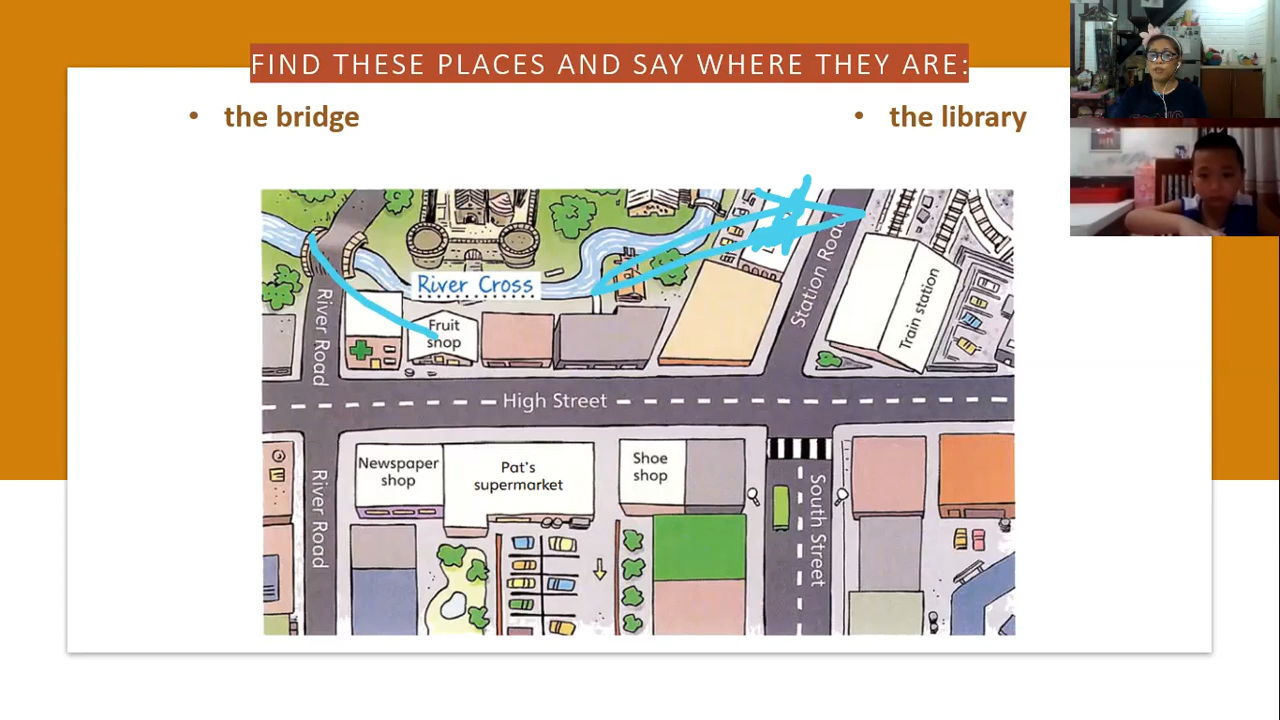 FIND THESE PLACES AND SAY WHERE THEY ARE:
• the bridge
• the library
River Cross
River Road
Fruit
shop
Station Road
Train station
High Street
Newspaper
shop
Pat's
supermarket
Shoe
shop
River Road
South Street